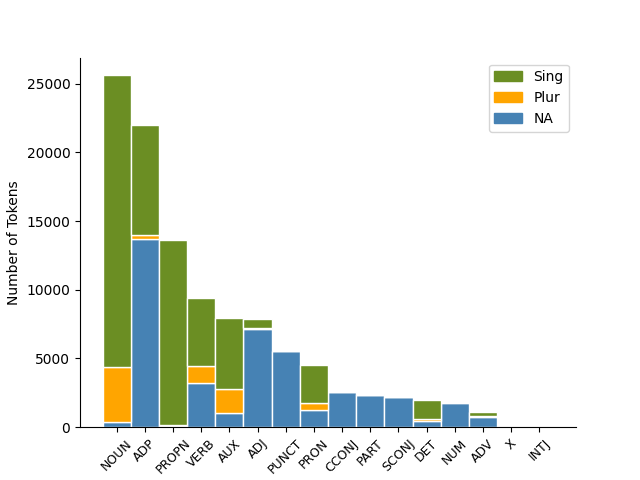 Sing
Plur
NA
Number of Tokens
25000
20000
15000
10000
5000
0
NOUN
ADP
PROPN
VERB
AUX
ADJ
PUNCT
PRON
CCONJ
PART
SCONJ
DET
NUM
ADV
X
INTJ